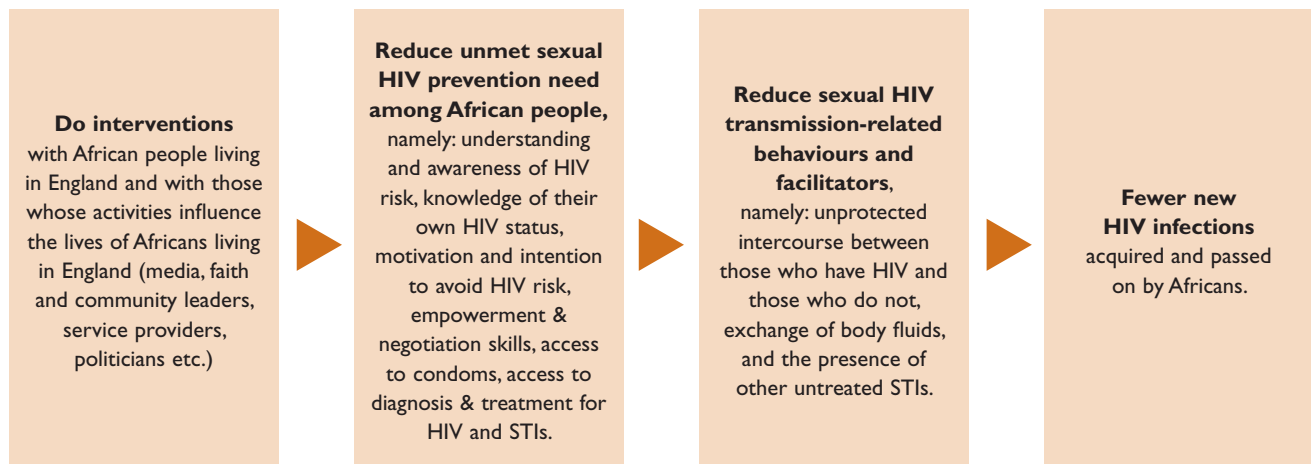 Do interventions
with African people living
in England and with those
whose activities influence
the lives of Africans living
in England (media, faith
and community leaders,
service providers,
politicians etc.)
Reduce unmet sexual
HIV prevention need
among African people,
namely: understanding
and awareness of HIV
risk, knowledge of their
own HIV status,
motivation and intention
to avoid HIV risk,
empowerment &
negotiation skills, access
to condoms, access to
diagnosis & treatment for
HIV and STIs.
Reduce sexual HIV
transmission-related
behaviours and
facilitators,
namely: unprotected
intercourse between
those who have HIV and
those who do not,
exchange of body fluids,
and the presence of
other untreated STIs.
Fewer new
HIV infections
acquired and passed
on by Africans.